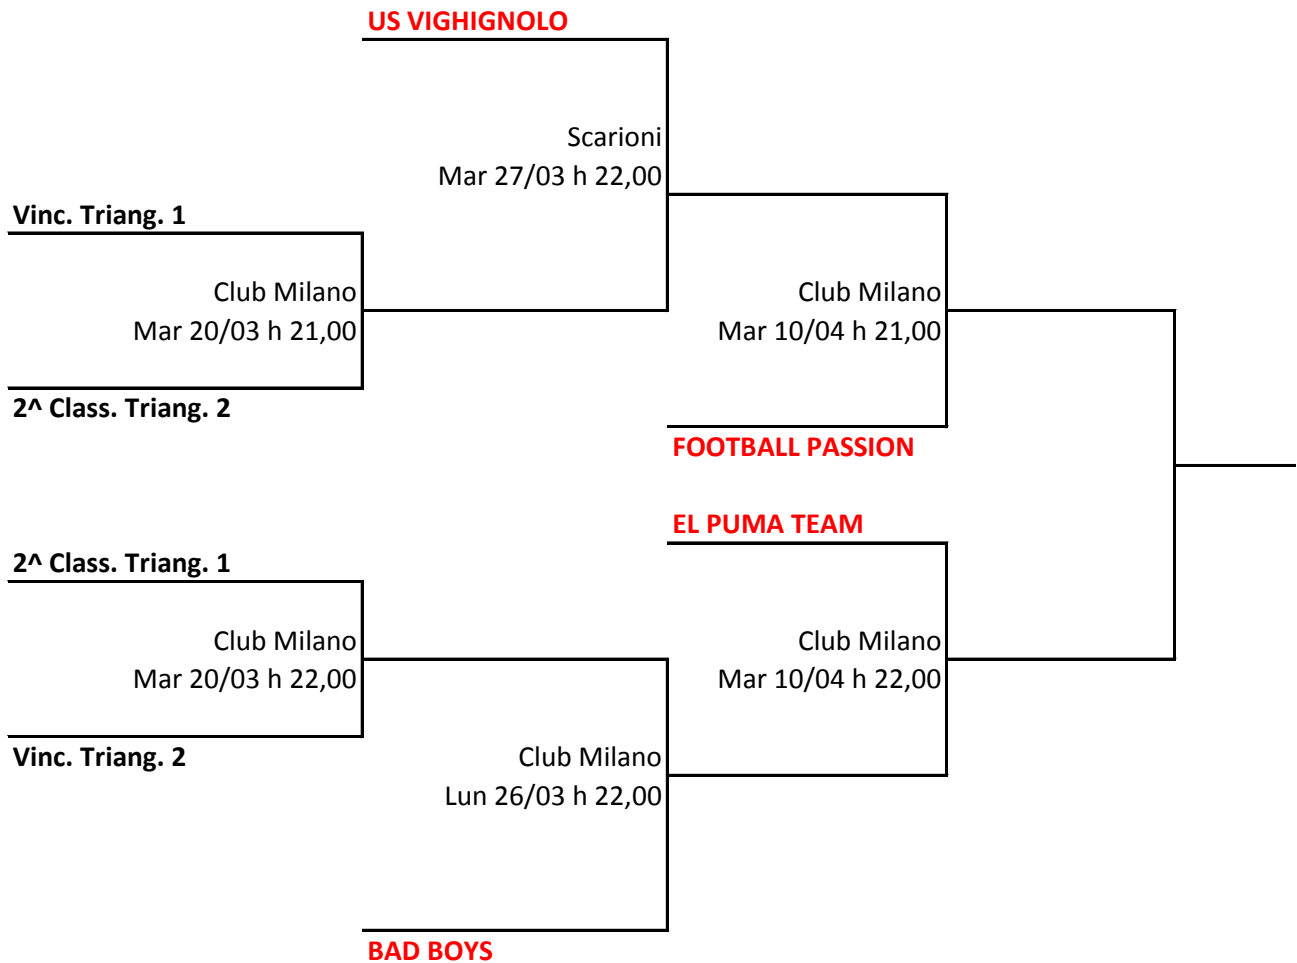 US VIGHIGNOLO
Scarioni
Mar 27/03 h 22,00
Vinc. Triang. 1
Club Milano
Mar 20/03 h 21,00
Club Milano
Mar 10/04 h 21,00
2^ Class. Triang. 2
FOOTBALL PASSION
EL PUMA TEAM
2^ Class. Triang. 1
Club Milano
Mar 20/03 h 22,00
Club Milano
Mar 10/04 h 22,00
Vinc. Triang. 2
Club Milano
Lun 26/03 h 22,00
BAD BOYS